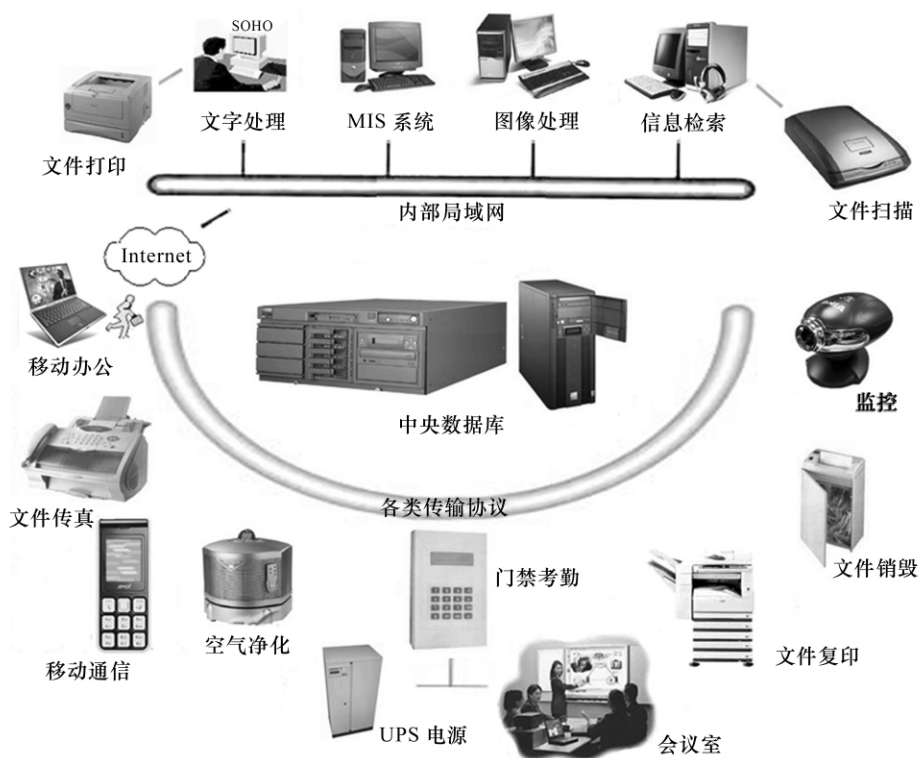 SOHO
文字处理
MIS 系统
图像处理
信息检索
文件打印
文件扫描
内部局域网
Internet
移动办公
中央数据库
监控
各类传输协议
文件传真
门禁考勤
文件销毁
移动通信
空气净化
文件复印
UPS 电源
会议室